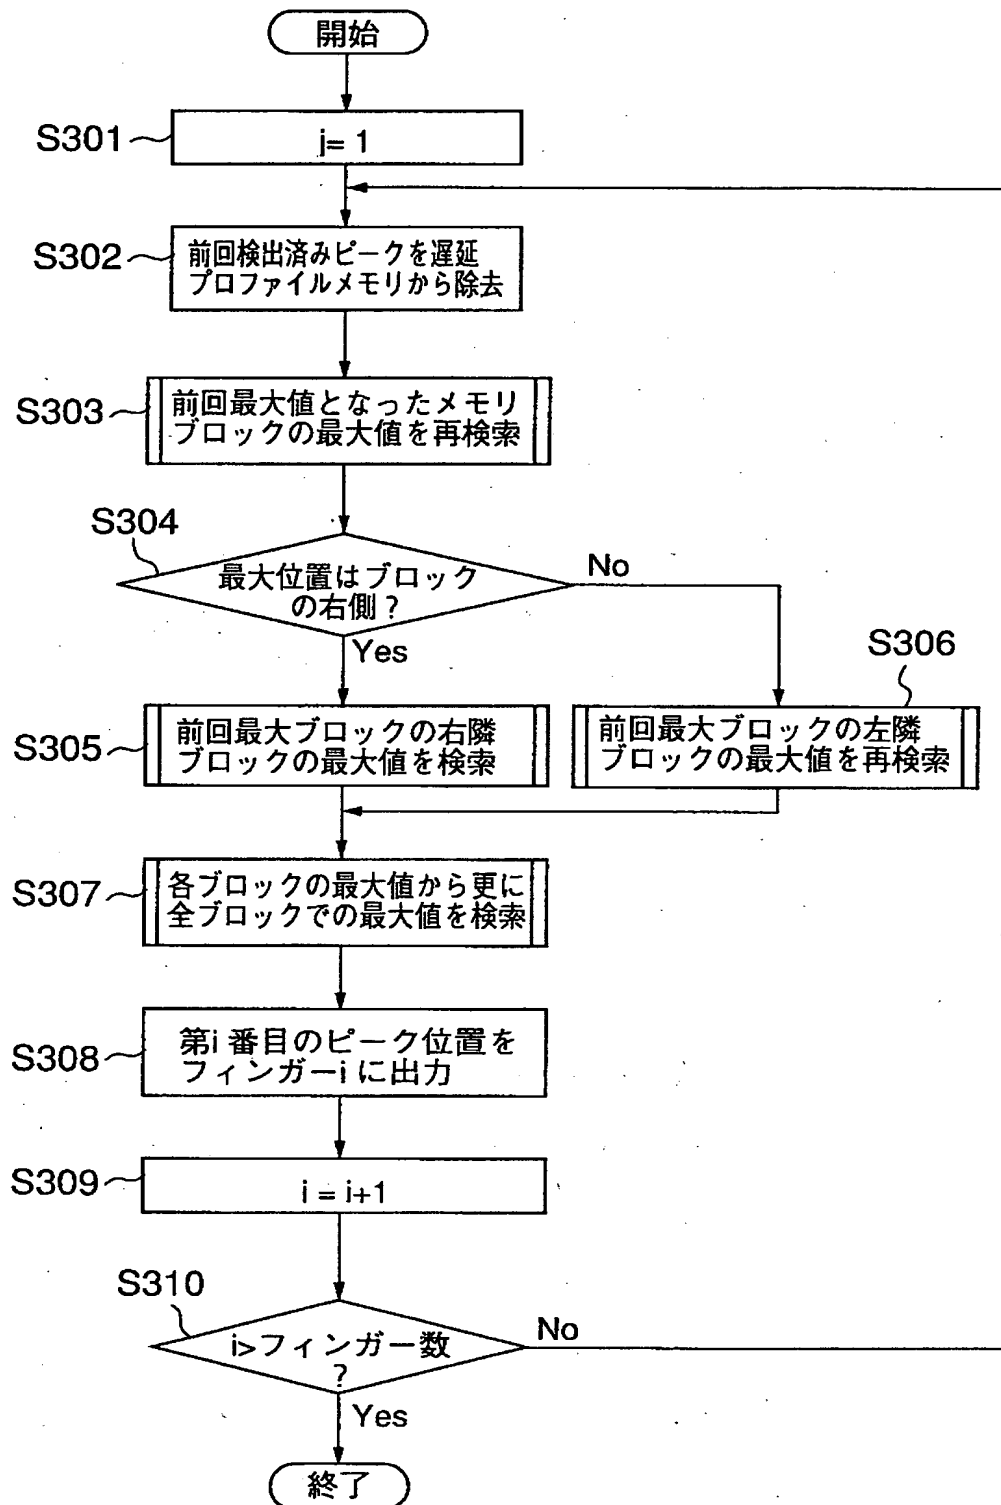 開始
S301
i= 1
S302
前回検出済みピークを遅延
プロファイルメモリから除去
S303
前回最大値となったメモリ
ブロックの最大値を再検索
S304
最大位置はブロック
の右側?
No
Yes
S305
前回最大ブロックの右隣
ブロックの最大値を検索
S306
前回最大ブロックの左隣
ブロックの最大値を再検索
S307
各ブロックの最大値から更に
全ブロックでの最大値を検索
S308
第i番目のピーク位置を
フィンガーiに出力
S309
i = i+1
S310
i>フィンガー数
?
No
Yes
終了